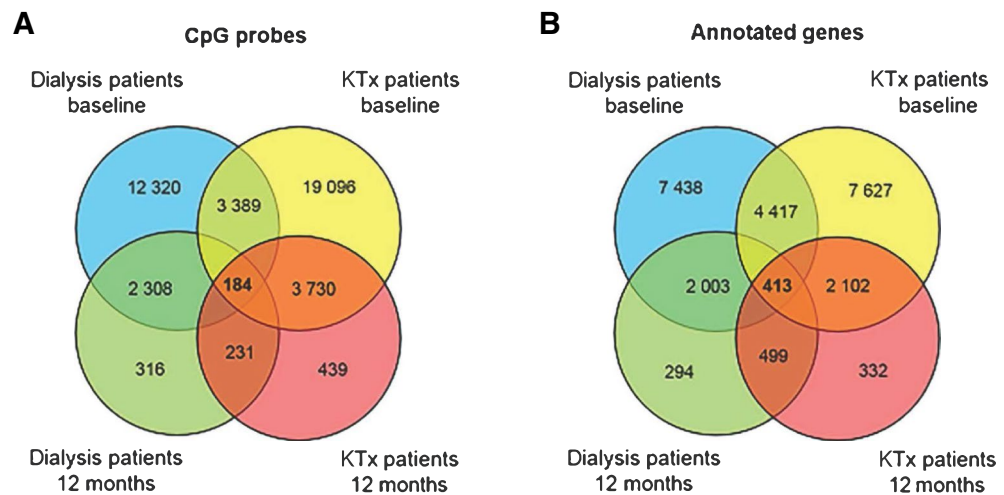 A
CpG probes
Dialysis patients
baseline
KTx patients
baseline
12 320
3 389
19 096
2 308
184
3 730
316
231
439
Dialysis patients
12 months
KTx patients
12 months
B
Annotated genes
Dialysis patients
baseline
KTx patients
baseline
7 438
4 417
7 627
2 003
413
2 102
294
499
332
Dialysis patients
12 months
KTx patients
12 months